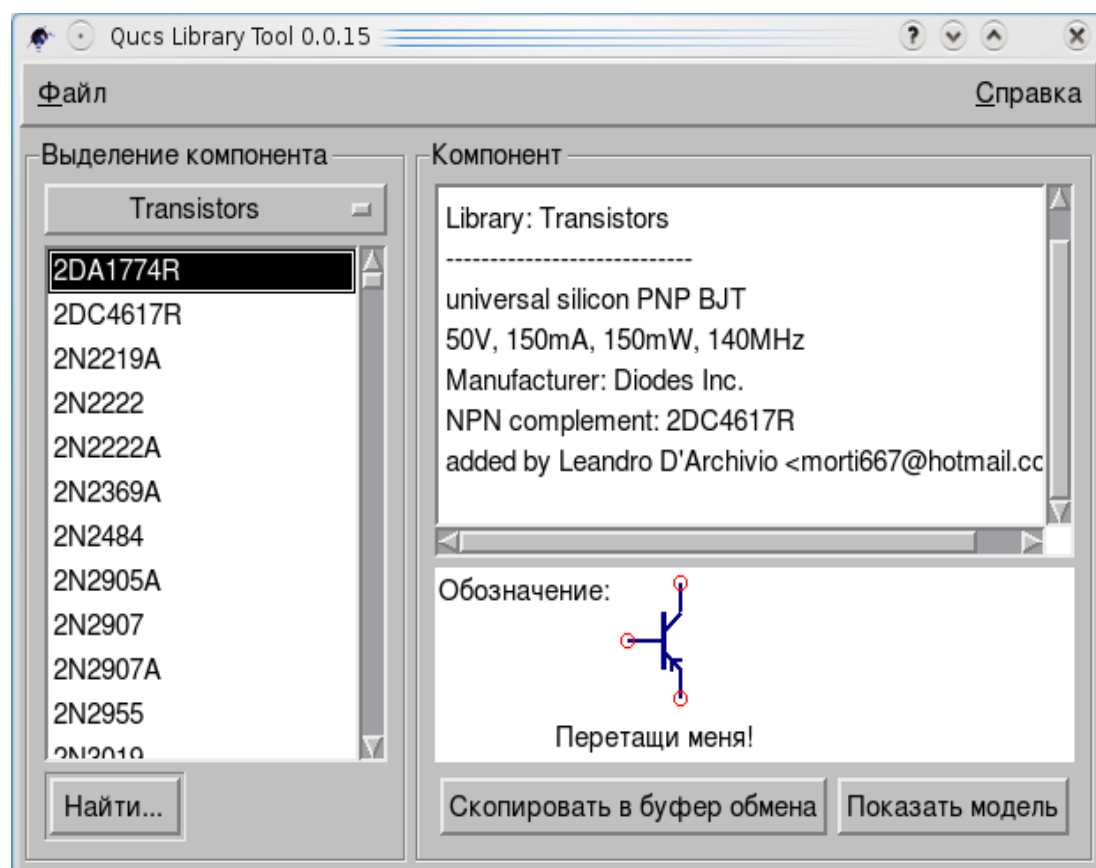 Qucs Library Tool 0.0.15
Файл
Справка
Выделение компонента
Transistors
2DA1774R
2DC4617R
2N2219A
2N2222
2N2222A
2N2369A
2N2484
2N2905A
2N2907
2N2907A
2N2955
2N3019
Найти...
Компонент
Library: Transistors
----------------------------
universal silicon PNP BJT
50V, 150mA, 150mW, 140MHz
Manufacturer: Diodes Inc.
NPN complement: 2DC4617R
added by Leandro D'Archivio <morti667@hotmail.cc
Обозначение:
Перетащи меня!
Скопировать в буфер обмена
Показать модель